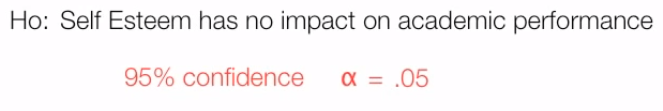 Ho: Self Esteem has no impact on academic performance
95% confidence α = .05